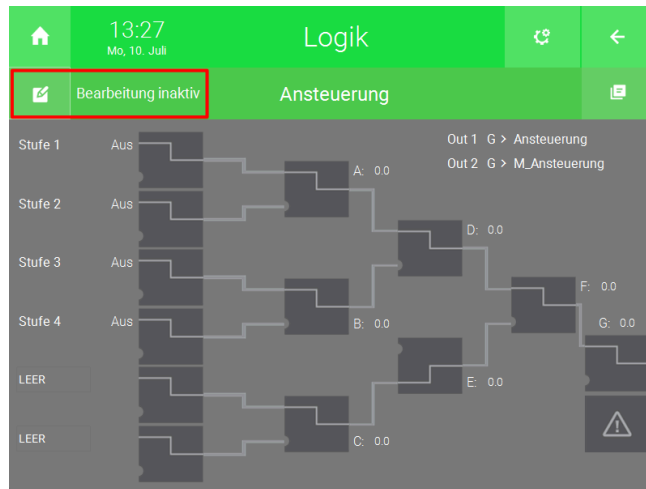 13:27
Mo, 10. Juli
Logik
Bearbeitung inaktiv
Ansteuerung
Stufe 1 Aus
Out 1 G > Ansteuerung
A: 0.0
Out 2 G > M_Ansteuerung
Stufe 2 Aus
D: 0.0
Stufe 3 Aus
F: 0.0
Stufe 4 Aus
B: 0.0
G: 0.0
LEER
E: 0.0
LEER
C: 0.0